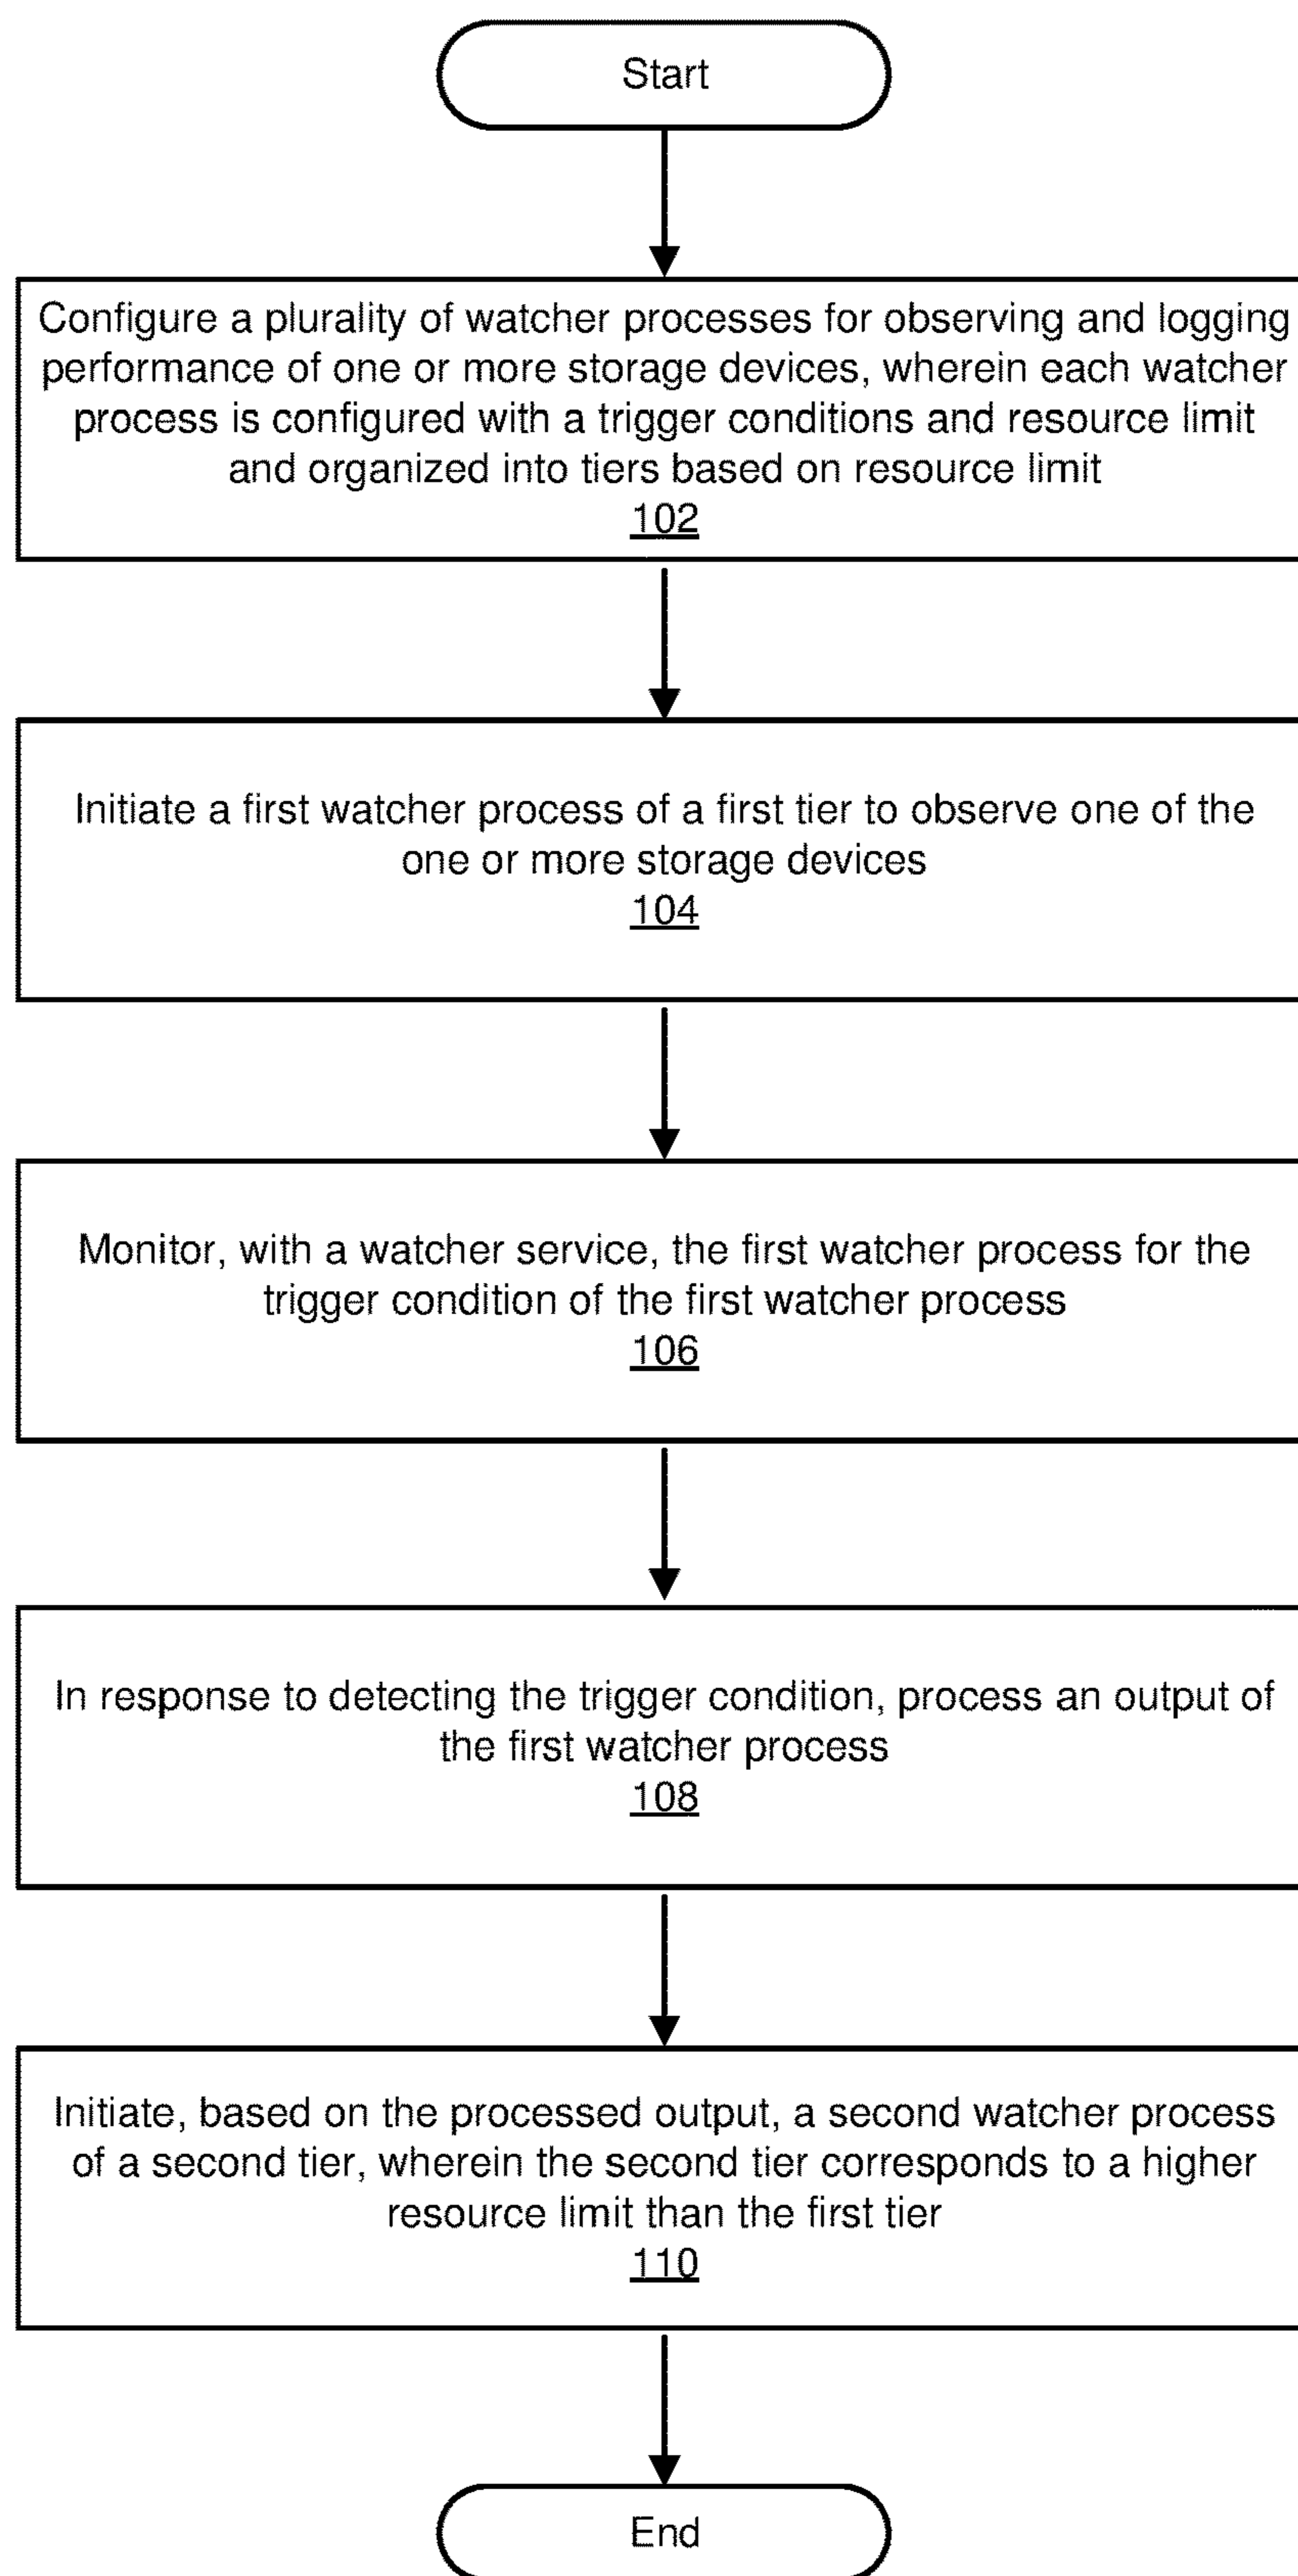 Start
Configure a plurality of watcher processes for observing and logging
performance of one or more storage devices, wherein each watcher
process is configured with a trigger conditions and resource limit
and organized into tiers based on resource limit
102
Initiate a first watcher process of a first tier to observe one of the
one or more storage devices
104
Monitor, with a watcher service, the first watcher process for the
trigger condition of the first watcher process
106
In response to detecting the trigger condition, process an output of
the first watcher process
108
Initiate, based on the processed output, a second watcher process
of a second tier, wherein the second tier corresponds to a higher
resource limit than the first tier
110
End